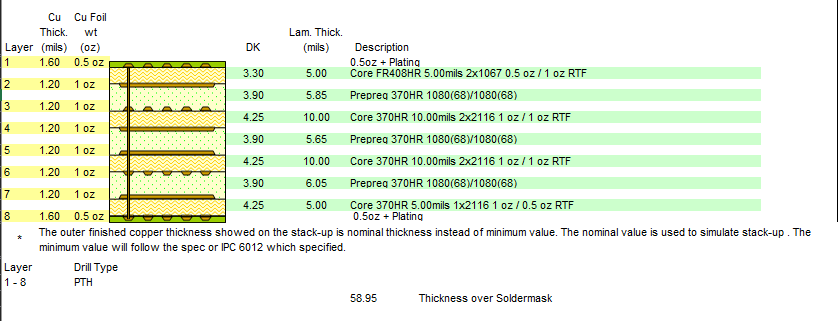 Cu Cu Foil
Thick. wt Lam. Thick.
Layer (mils) (oz) DK (mils) Description
1 1.60 0.5 oz 0.5oz + Plating
3.30 5.00 Core FR408HR 5.00mils 2x1067 0.5 oz / 1 oz RTF
2 1.20 1 oz
3.90 5.85 Prepreg 370HR 1080(68)/1080(68)
3 1.20 1 oz
4.25 10.00 Core 370HR 10.00mils 2x2116 1 oz / 1 oz RTF
4 1.20 1 oz
3.90 5.65 Prepreg 370HR 1080(68)/1080(68)
5 1.20 1 oz
4.25 10.00 Core 370HR 10.00mils 2x2116 1 oz / 1 oz RTF
6 1.20 1 oz
3.90 6.05 Prepreg 370HR 1080(68)/1080(68)
7 1.20 1 oz
4.25 5.00 Core 370HR 5.00mils 1x2116 1 oz / 0.5 oz RTF
8 1.60 0.5 oz 0.5oz + Plating
* The outer finished copper thickness showed on the stack-up is nominal thickness instead of minimum value. The nominal value is used to simulate stack-up . The
minimum value will follow the spec or IPC 6012 which specified.
Layer Drill Type
1 - 8 PTH
58.95 Thickness over Soldermask